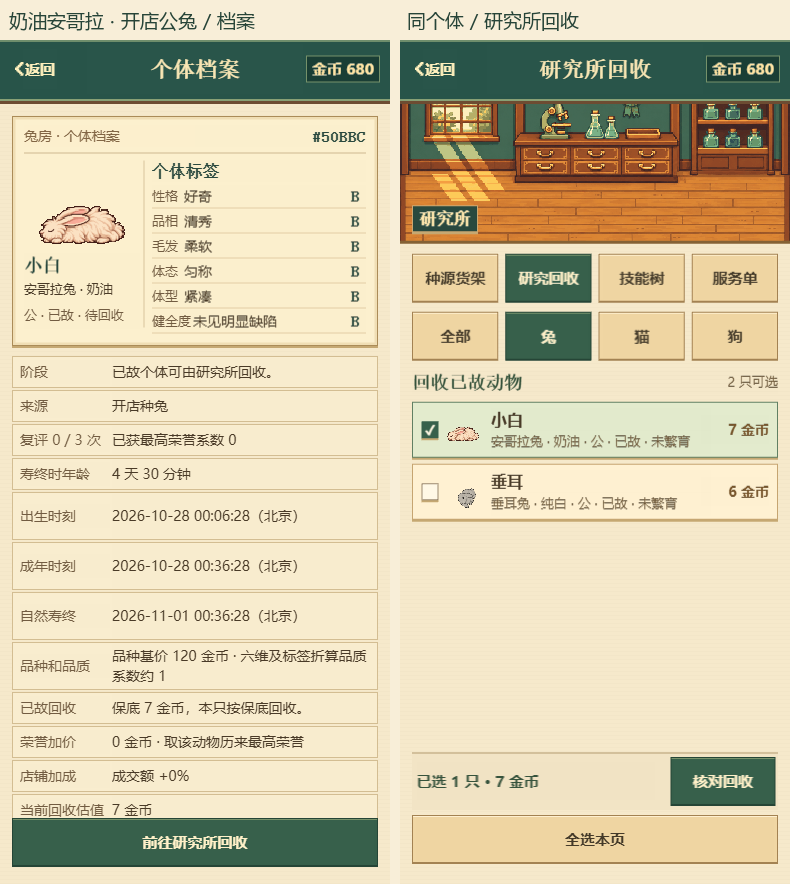 奶油安哥拉 · 开店公兔 / 档案
返回
个体档案
金币 680
兔房 · 个体档案
#50BBC
个体标签
性格 好奇 B
品相 清秀 B
毛发 柔软 B
体态 匀称 B
体型 紧凑 B
健全度 未见明显缺陷 B
小白
安哥拉兔 · 奶油
公 · 已故 · 待回收
阶段 已故个体可由研究所回收。
来源 开店种兔
复评 0 / 3 次 已获最高荣誉系数 0
寿终时年龄 4 天 30 分钟
出生时刻 2026-10-28 00:06:28（北京）
成年时刻 2026-10-28 00:36:28（北京）
自然寿终 2026-11-01 00:36:28（北京）
品种和品质 品种基价 120 金币 · 六维及标签折算品质
系数约 1
已故回收 保底 7 金币，本只按保底回收。
荣誉加价 0 金币 · 取该动物历来最高荣誉
店铺加成 成交额 +0%
当前回收估值 7 金币
前往研究所回收
同个体 / 研究所回收
返回
研究所回收
金币 680
研究所
种源货架
研究回收
技能树
服务单
全部
兔
猫
狗
回收已故动物
2 只可选
小白
安哥拉兔 · 奶油 · 公 · 已故 · 未繁育
7 金币
垂耳
垂耳兔 · 纯白 · 公 · 已故 · 未繁育
6 金币
已选 1 只 • 7 金币
核对回收
全选本页